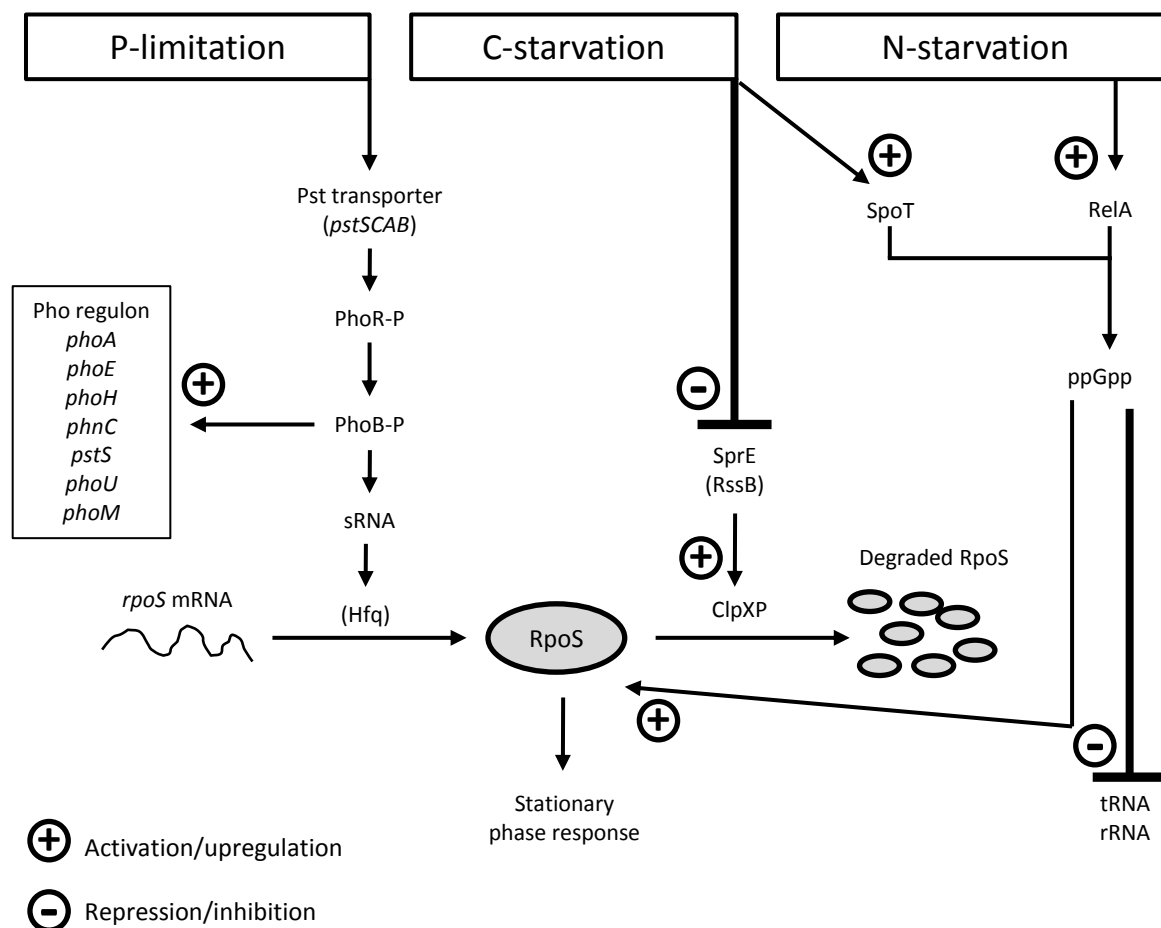 P-limitation
C-starvation
N-starvation
+
+
Pst transporter
(pstSCAB)
SpoT
RelA
Pho regulon
phoA
phoE
phoH
phnC
pstS
phoU
phoM
+
PhoR-P
PhoB-P
sRNA
(Hfq)
-
SprE
(RssB)
+
ClpXP
ppGpp
Degraded RpoS
rpoS mRNA
RpoS
+
-
Stationary
phase response
tRNA
rRNA
+ Activation/upregulation
- Repression/inhibition